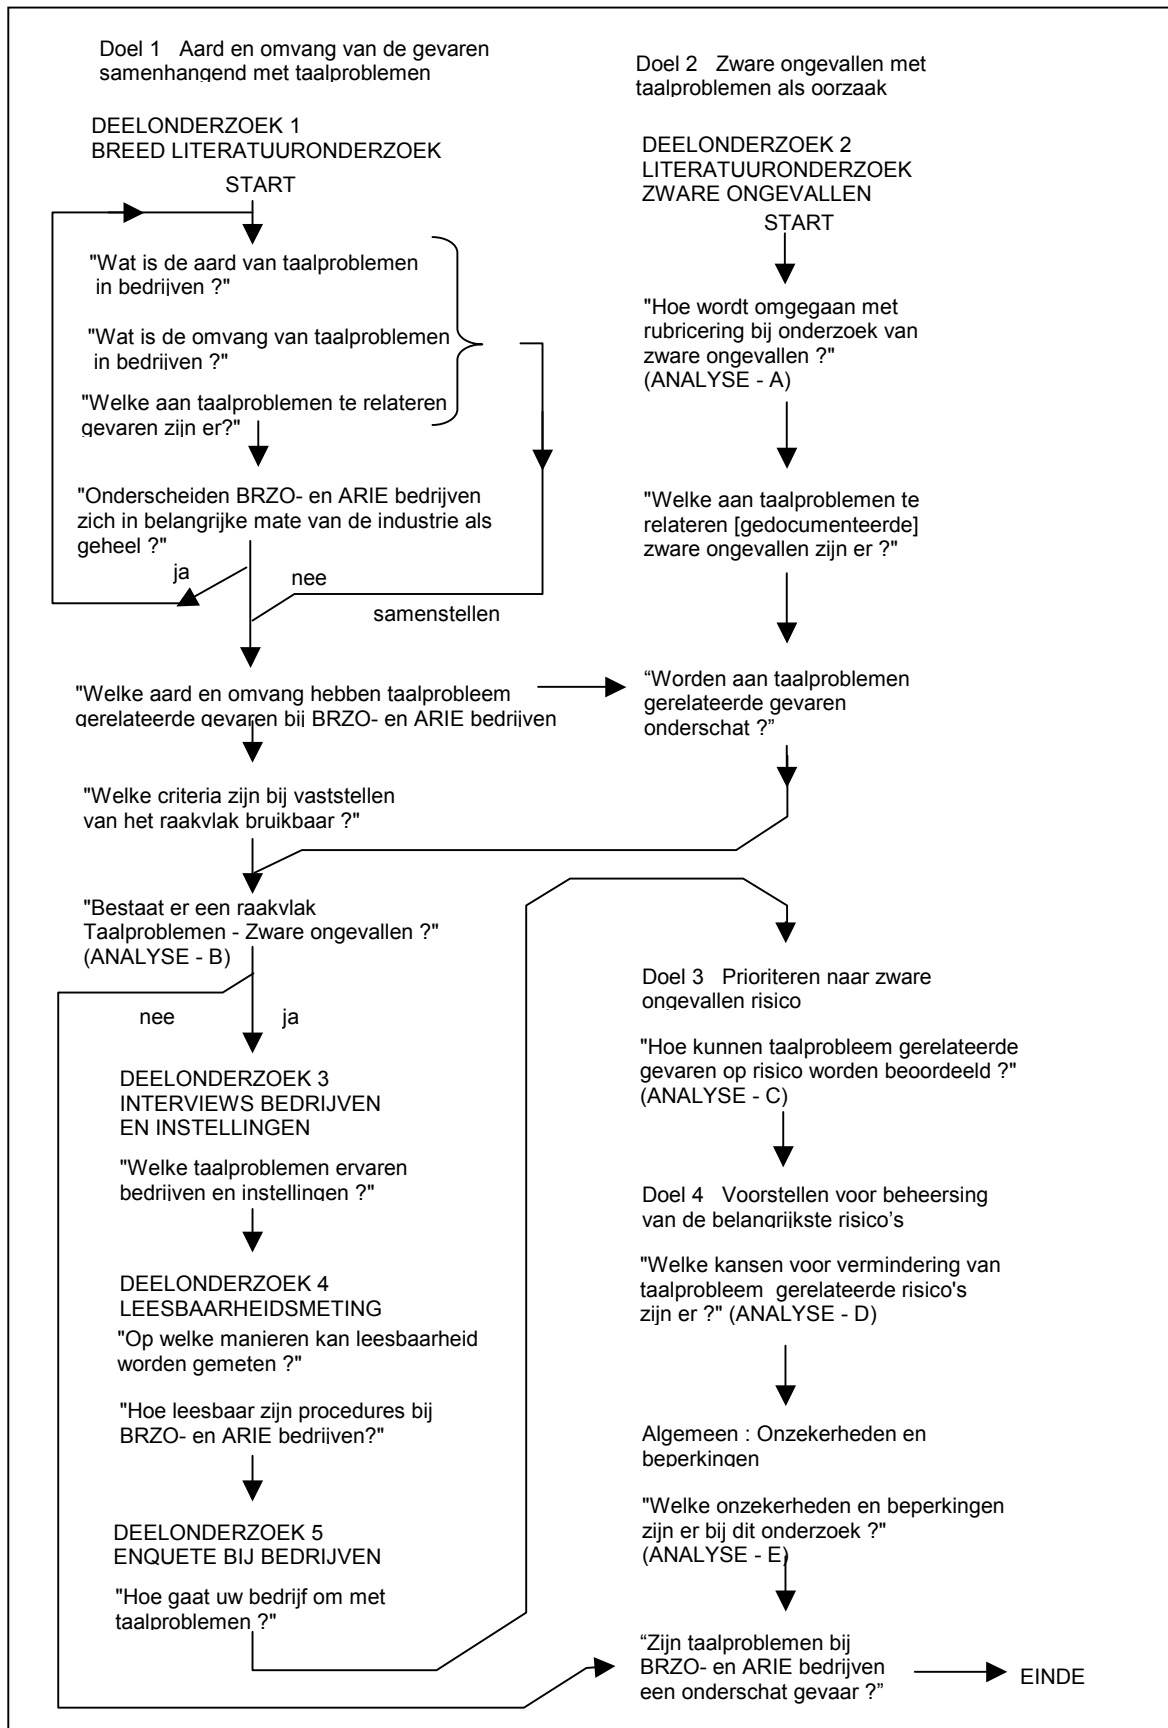 Doel 1   Aard en omvang van de gevaren
samenhangend met taalproblemen
DEELONDERZOEK 1
BREED LITERATUURONDERZOEK
START
"Wat is de aard van taalproblemen
in bedrijven ?"
"Wat is de omvang van taalproblemen
in bedrijven ?"
"Welke aan taalproblemen te relateren
gevaren zijn er?"
"Onderscheiden BRZO- en ARIE bedrijven
zich in belangrijke mate van de industrie als
geheel ?"
ja
nee
samenstellen
"Welke aard en omvang hebben taalprobleem
gerelateerde gevaren bij BRZO- en ARIE bedrijven
"Welke criteria zijn bij vaststellen
van het raakvlak bruikbaar ?"
"Bestaat er een raakvlak
Taalproblemen - Zware ongevallen ?"
(ANALYSE - B)
nee
ja
DEELONDERZOEK 3
INTERVIEWS BEDRIJVEN
EN INSTELLINGEN
"Welke taalproblemen ervaren
bedrijven en instellingen ?"
DEELONDERZOEK 4
LEESBAARHEIDSMETING
"Op welke manieren kan leesbaarheid
worden gemeten ?"
"Hoe leesbaar zijn procedures bij
BRZO- en ARIE bedrijven?"
DEELONDERZOEK 5
ENQUETE BIJ BEDRIJVEN
"Hoe gaat uw bedrijf om met
taalproblemen ?"
Doel 2   Zware ongevallen met
taalproblemen als oorzaak
DEELONDERZOEK 2
LITERATUURONDERZOEK
ZWARE ONGEVALLEN
START
"Hoe wordt omgegaan met
rubricering bij onderzoek van
zware ongevallen ?"
(ANALYSE - A)
"Welke aan taalproblemen te
relateren [gedocumenteerde]
zware ongevallen zijn er ?"
“Worden aan taalproblemen
gerelateerde gevaren
onderschat ?”
Doel 3   Prioriteren naar zware
ongevallen risico
"Hoe kunnen taalprobleem gerelateerde
gevaren op risico worden beoordeeld ?"
(ANALYSE - C)
Doel 4   Voorstellen voor beheersing
van de belangrijkste risico’s
"Welke kansen voor vermindering van
taalprobleem  gerelateerde risico's
zijn er ?" (ANALYSE - D)
Algemeen : Onzekerheden en
beperkingen
"Welke onzekerheden en beperkingen
zijn er bij dit onderzoek ?"
(ANALYSE - E)
“Zijn taalproblemen bij
BRZO- en ARIE bedrijven
een onderschat gevaar ?”
EINDE